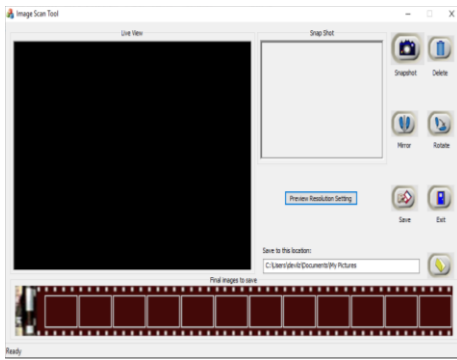 Image Scan Tool
Live View
Snap Shot
Snapshot
Delete
Mirror
Rotate
Preview Resolution Setting
Save
Exit
Save to this location:
C:\Users\devib\Documents\My Pictures
Final images to save
Ready